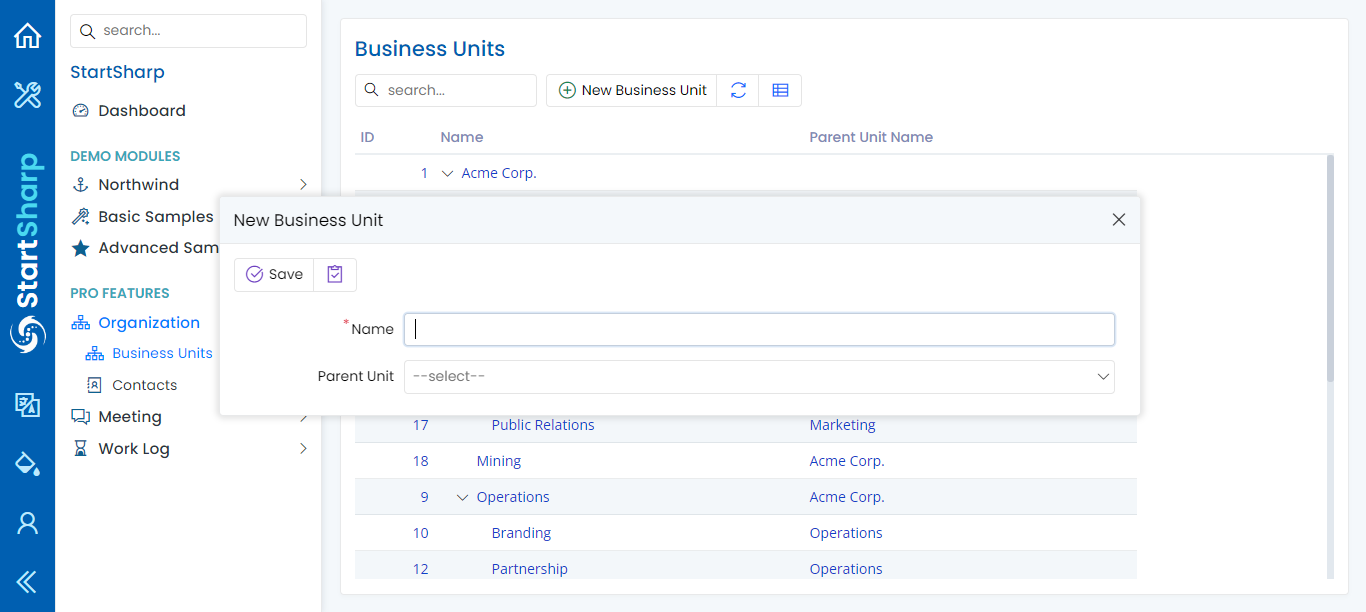 search...
StartSharp
Dashboard
DEMO MODULES
Northwind
Basic Samples
Advanced Sam
PRO FEATURES
Organization
Business Units
Contacts
Meeting
Work Log
StartSharp
Business Units
search...
New Business Unit
ID Name Parent Unit Name
1 Acme Corp.
New Business Unit
Save
* Name
Parent Unit --select--
17 Public Relations Marketing
18 Mining Acme Corp.
9 Operations Acme Corp.
10 Branding Operations
12 Partnership Operations